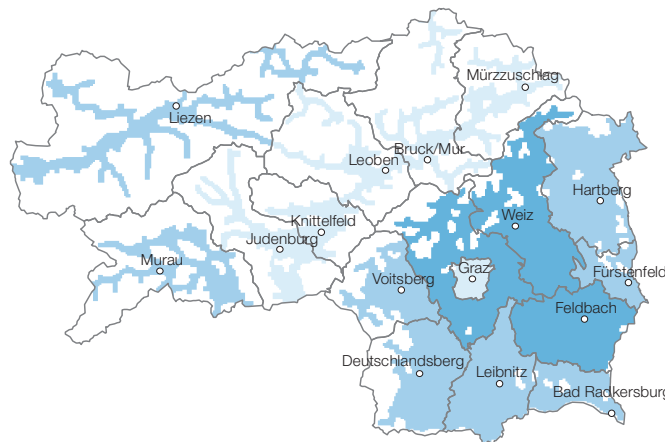 Mürzzuschlag
Liezen
Bruck/Mur
Leoben
Hartberg
Weiz
Knittelfeld
Judenburg
Murau
Graz
Voitsberg
Fürstenfeld
Feldbach
Deutschlandsberg
Leibnitz
Bad Radkersburg